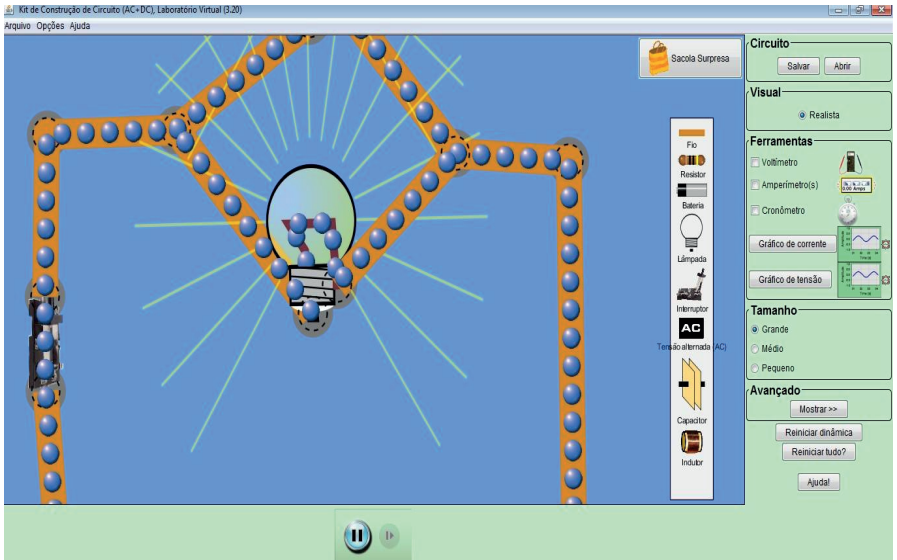 Kit de Construção de Circuito (AC+DC), Laboratório Virtual (3.20)
Arquivo Opções Ajuda
Sacola Surpresa
Fio
Resistor
Bateria
Lâmpada
Interruptor
AC
Tensão alternada (AC)
Capacitor
Indutor
Circuito
Salvar Abrir
Visual
Realista
Ferramentas
Voltímetro
Amperímetro(s)
0.00 Amps
Cronômetro
Gráfico de corrente
Gráfico de tensão
Tamanho
Grande
Médio
Pequeno
Avançado
Mostrar >>
Reiniciar dinâmica
Reiniciar tudo?
Ajuda!